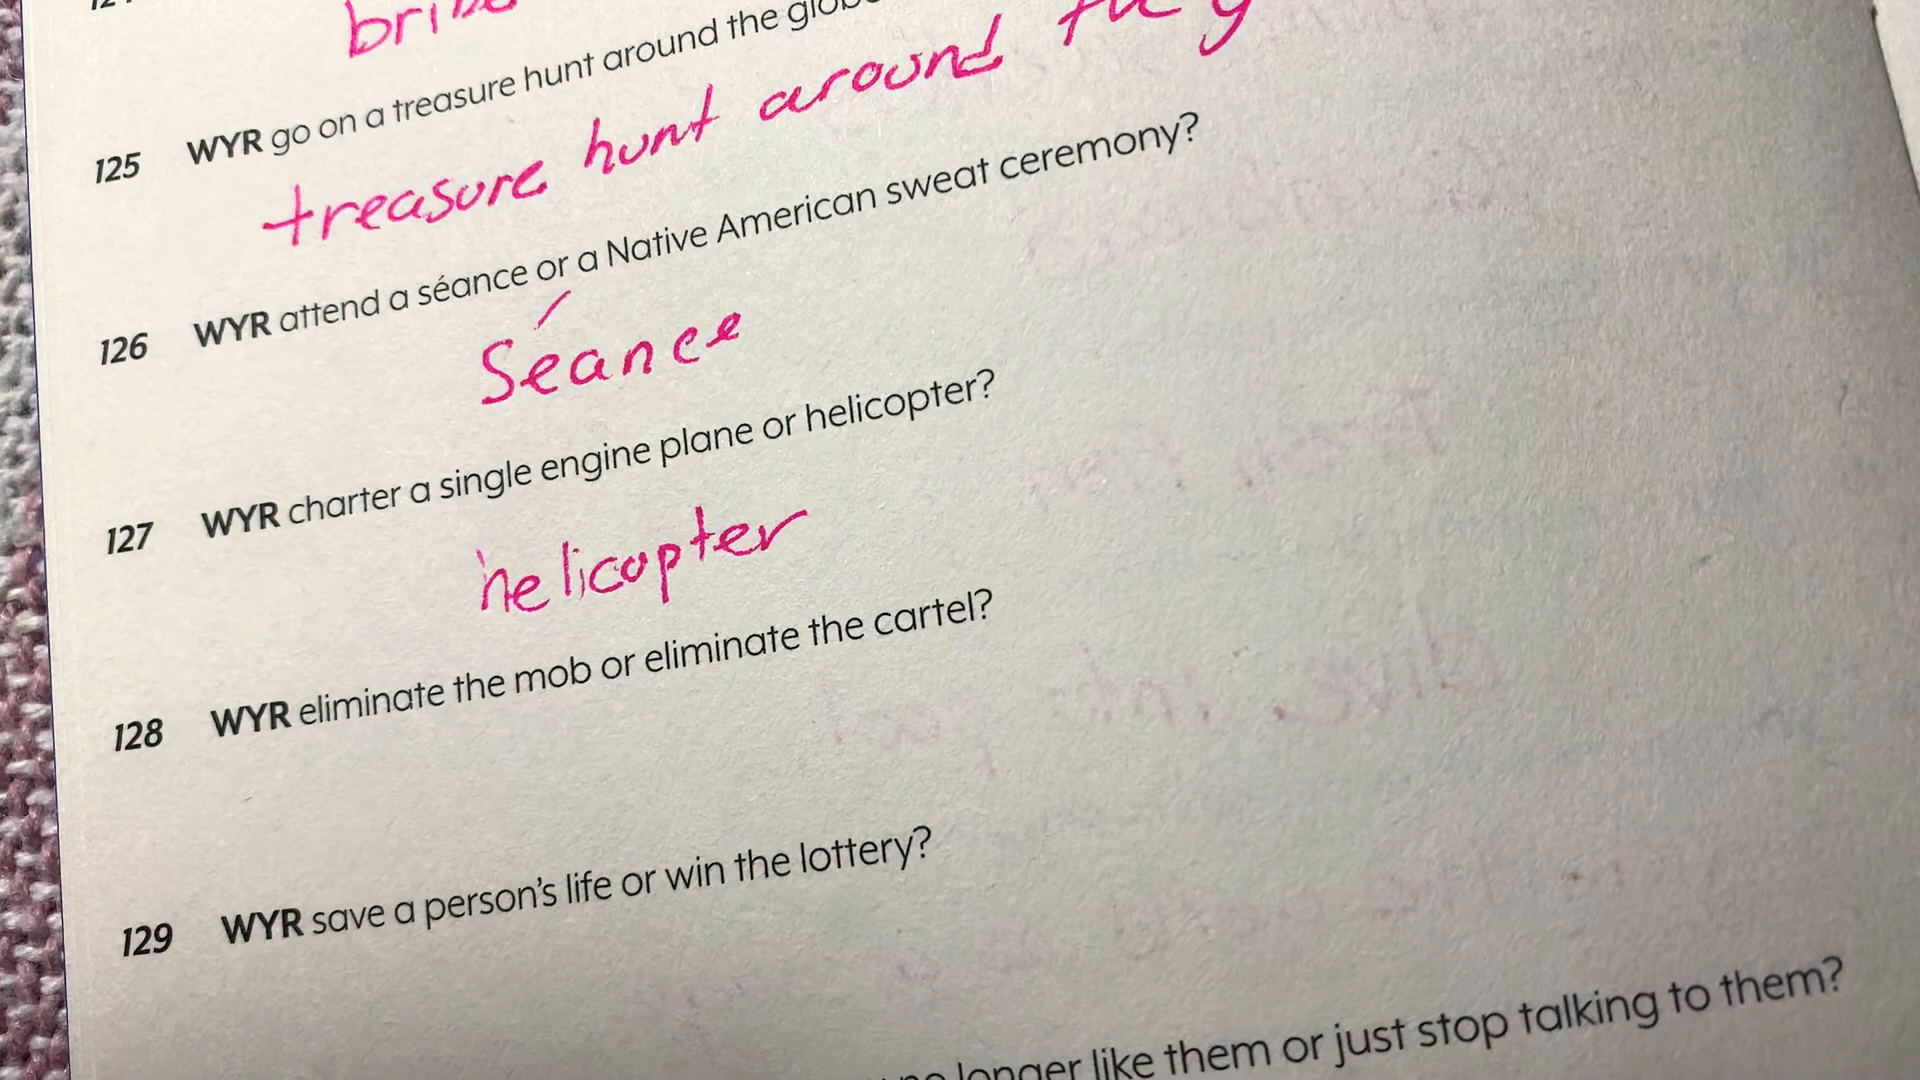 125 WYR go on a treasure hunt around the
treasure hunt around
126 WYR attend a séance or a Native American sweat ceremony?
Séance
127 WYR charter a single engine plane or helicopter?
helicopter
128 WYR eliminate the mob or eliminate the cartel?
129 WYR save a person's life or win the lottery?
longer like them or just stop talking to them?